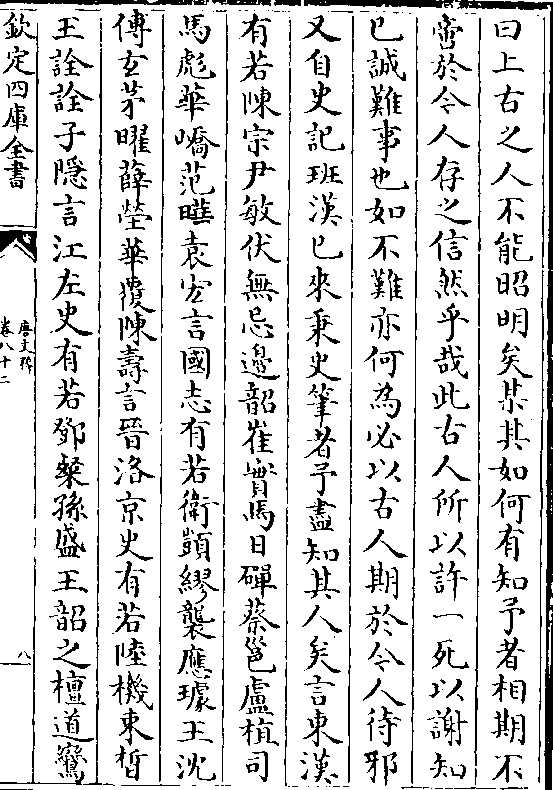 曰上古之人不能昭明矣某其如何有知予者相期不
啻於今人存之信然乎哉此古人所以許一死以謝知
已誠難事也如不難亦何為必以古人期於今人待邪
又自史記班漢已來秉史筆者予盡知其人矣言東漢
有若陳宗尹敏伏無忌邊韶崔寔馬日磾蔡邕盧植司
馬彪華嶠范曄袁宏言國志有若衛顗繆襲應璩王沈
傅玄茅曜薛瑩華覈陳壽言晉洛京史有若陸機束晳
王詮詮子隱言江左史有若鄧粲孫盛王韶之檀道鸞
欽定四庫全書
唐文粹
卷八十二
八